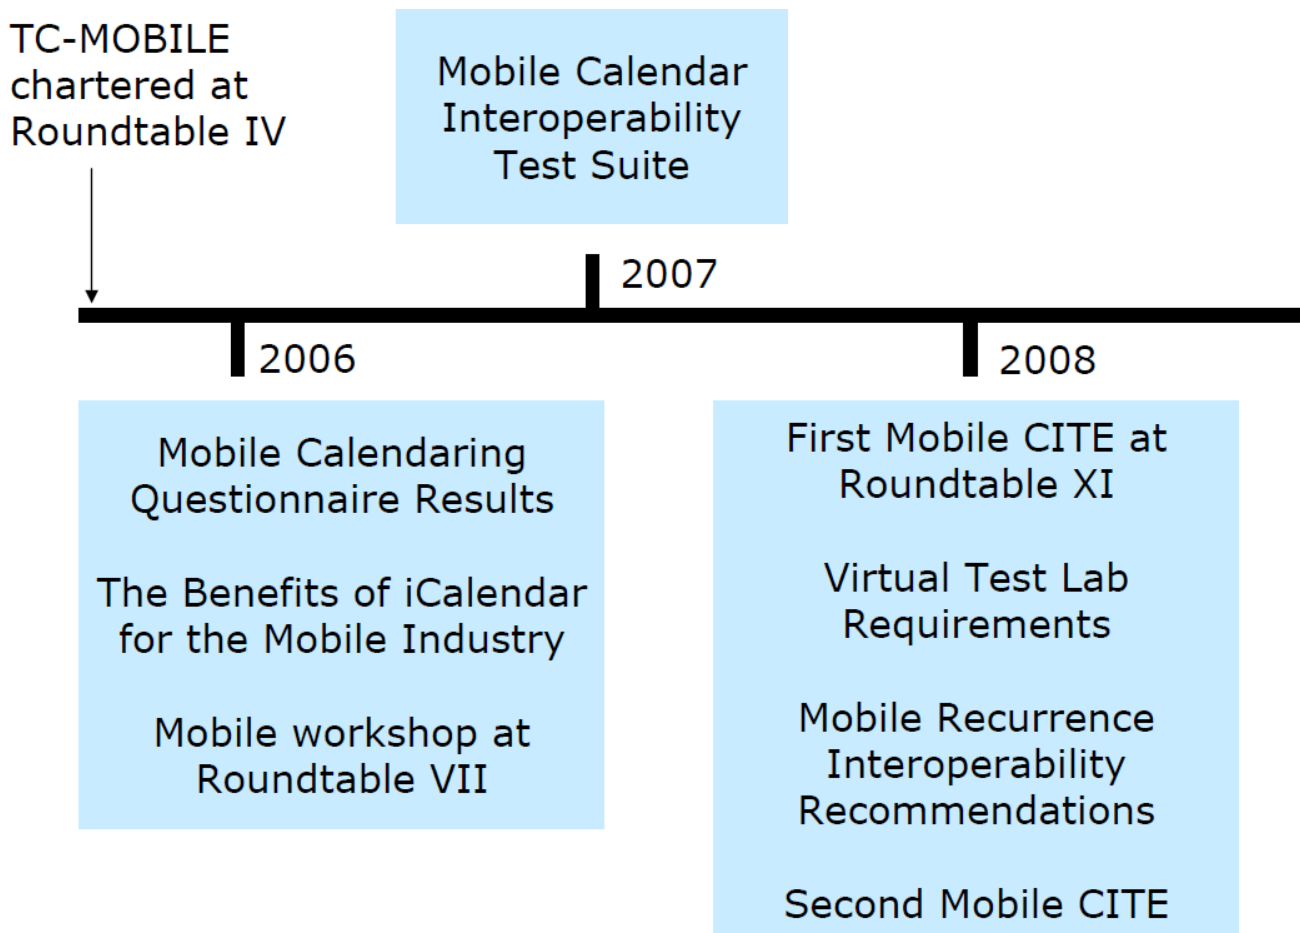 TC-MOBILE
chartered at
Roundtable IV
Mobile Calendar
Interoperability
Test Suite
2007
2006
2008
Mobile Calendaring
Questionnaire Results
The Benefits of iCalendar
for the Mobile Industry
Mobile workshop at
Roundtable VII
First Mobile CITE at
Roundtable XI
Virtual Test Lab
Requirements
Mobile Recurrence
Interoperability
Recommendations
Second Mobile CITE